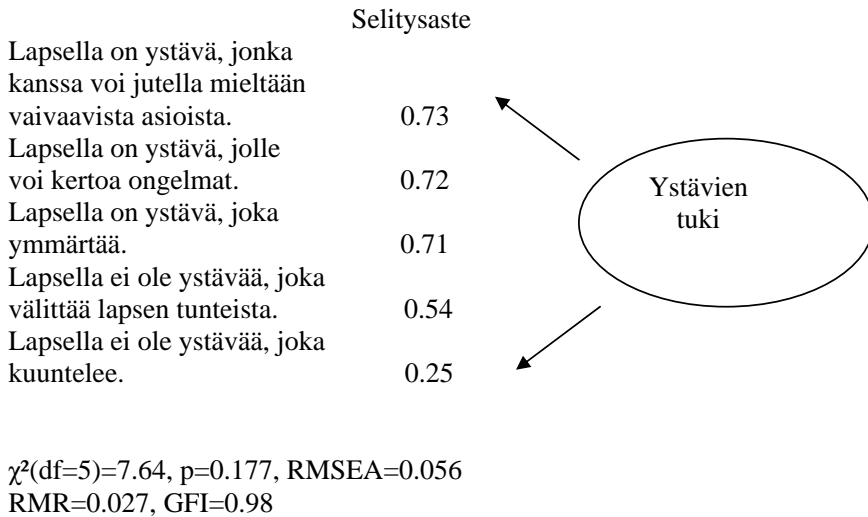 Selitysaste
Lapsella on ystävä, jonka
kanssa voi jutella mieltään
vaivaavista asioista. 0.73
Lapsella on ystävä, jolle
voi kertoa ongelmat. 0.72
Lapsella on ystävä, joka
ymmärtää. 0.71
Lapsella ei ole ystävää, joka
välittää lapsen tunteista. 0.54
Lapsella ei ole ystävää, joka
kuuntelee. 0.25
Ystävien
tuki
χ²(df=5)=7.64, p=0.177, RMSEA=0.056
RMR=0.027, GFI=0.98